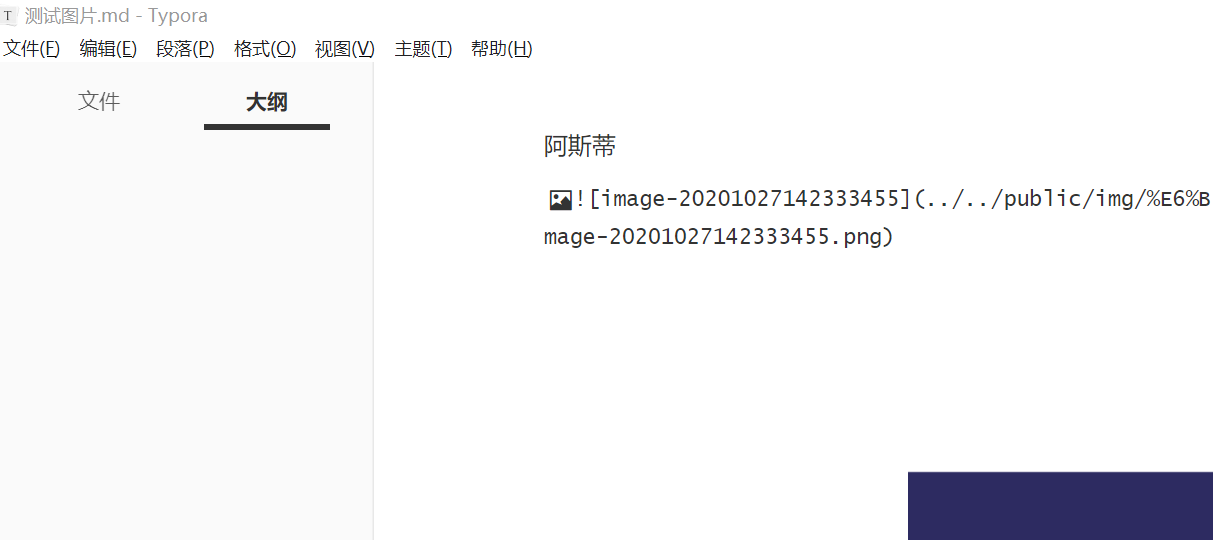 T 测试图片.md - Typora
文件(F) 编辑(E) 段落(P) 格式(O) 视图(V) 主题(T) 帮助(H)
文件 大纲
阿斯蒂
![image-20201027142333455](../../public/img/%E6%B
mage-20201027142333455.png)